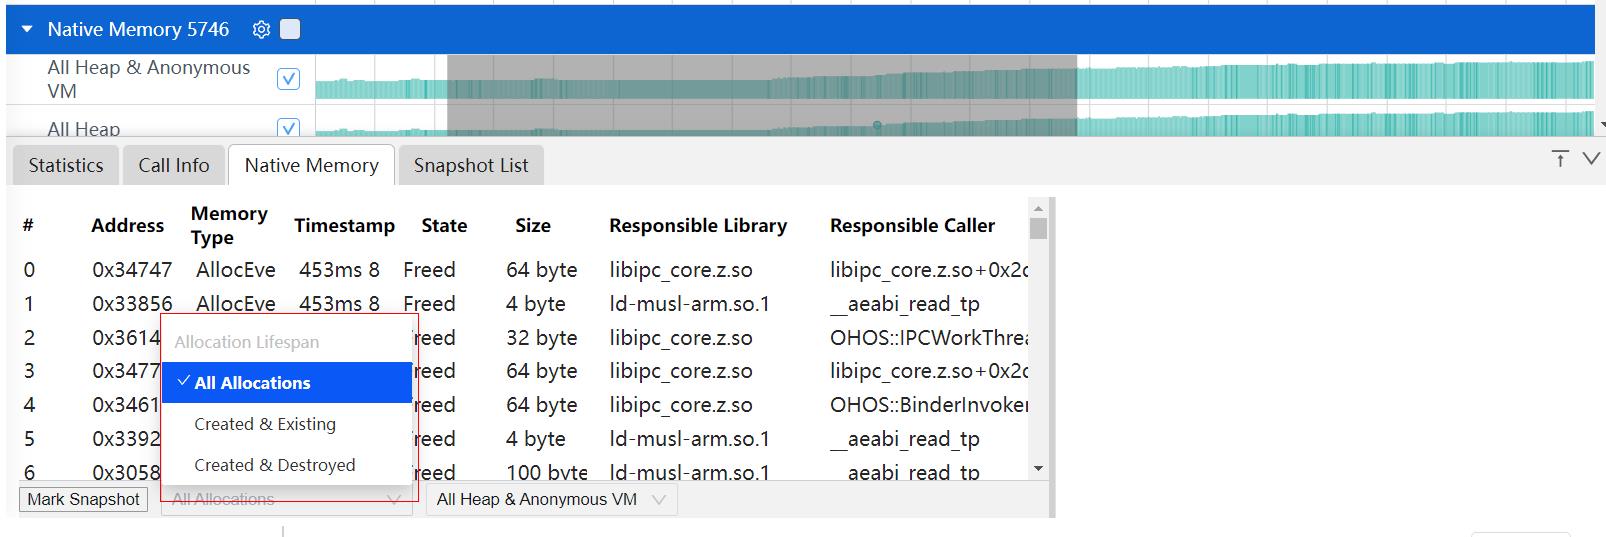 Native Memory 5746
All Heap & Anonymous
VM
All Heap
Statistics Call Info Native Memory Snapshot List
# Address Memory Type Timestamp State Size Responsible Library Responsible Caller
0 0x34747 AllocEve 453ms 8 Freed 64 byte libipc_core.z.so libipc_core.z.so+0x2c
1 0x33856 AllocEve 453ms 8 Freed 4 byte ld-musl-arm.so.1 __aeabi_read_tp
2 0x3614 reed 32 byte libipc_core.z.so OHOS::IPCWorkThrea
3 0x3477 reed 64 byte libipc_core.z.so libipc_core.z.so+0x2c
4 0x3461 reed 64 byte libipc_core.z.so OHOS::BinderInvoker
5 0x3392 reed 4 byte ld-musl-arm.so.1 __aeabi_read_tp
6 0x3058 reed 100 byte ld-musl-arm.so.1 __aeabi_read_tp
Allocation Lifespan
All Allocations
Created & Existing
Created & Destroyed
Mark Snapshot All Allocations All Heap & Anonymous VM